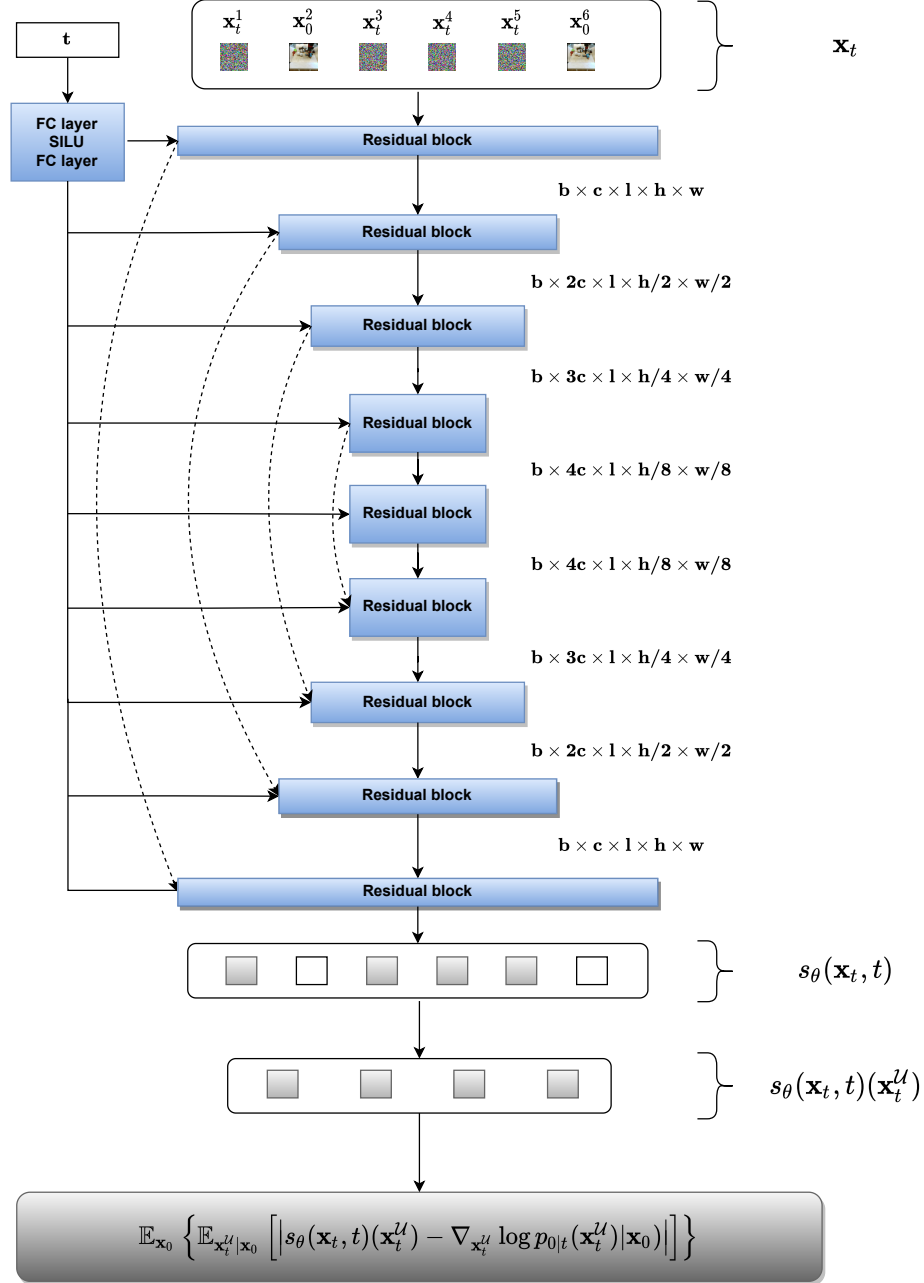 𝐱_t^1 𝐱_0^2 𝐱_t^3 𝐱_t^4 𝐱_t^5 𝐱_0^6
𝐱_t
t
FC layer
SILU
FC layer
Residual block
b × c × l × h × w
Residual block
b × 2c × l × h/2 × w/2
Residual block
b × 3c × l × h/4 × w/4
Residual block
b × 4c × l × h/8 × w/8
Residual block
b × 4c × l × h/8 × w/8
Residual block
b × 3c × l × h/4 × w/4
Residual block
b × 2c × l × h/2 × w/2
Residual block
b × c × l × h × w
Residual block
s_θ(𝐱_t, t)
s_θ(𝐱_t, t)(𝐱_t^𝒰)
𝔼_{𝐱_0} { 𝔼_{𝐱_t^𝒰|𝐱_0} [ | s_θ(𝐱_t, t)(𝐱_t^𝒰) − ∇_{𝐱_t^𝒰} log p_{0|t}(𝐱_t^𝒰)|𝐱_0) | ] }